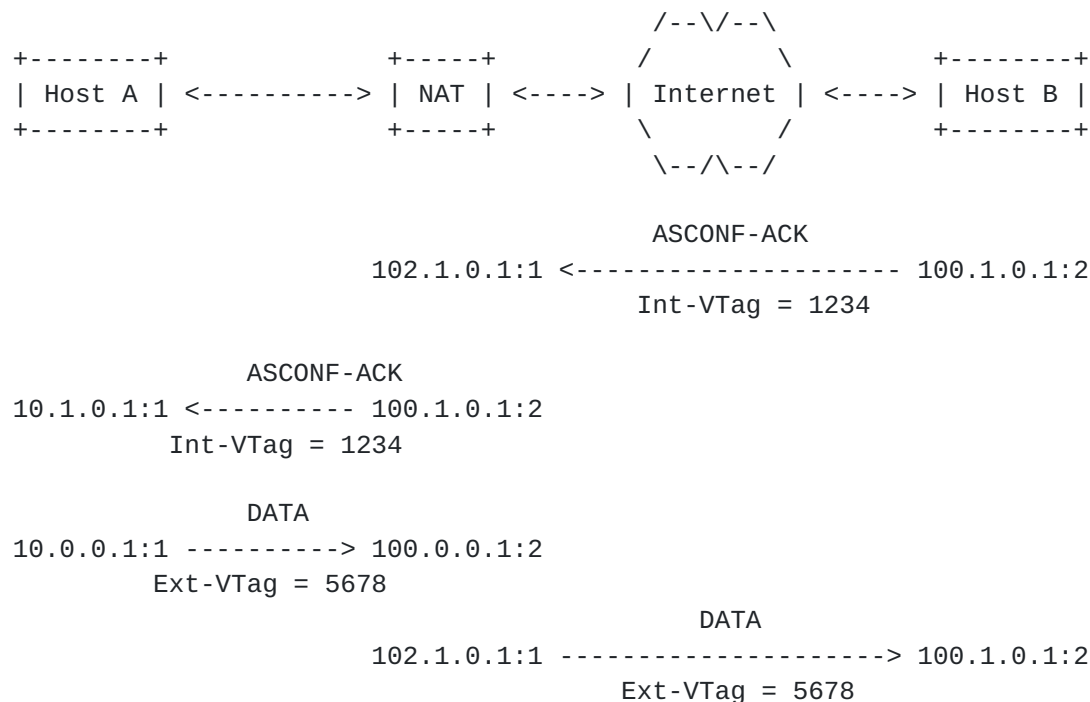 /--\/--\
+--------+ +-----+ / \ +--------+
| Host A | <----------> | NAT | <----> | Internet | <----> | Host B |
+--------+ +-----+ \ / +--------+
\--/\--/
ASCONF-ACK
102.1.0.1:1 <--------------------- 100.1.0.1:2
Int-VTag = 1234
ASCONF-ACK
10.1.0.1:1 <---------- 100.1.0.1:2
Int-VTag = 1234
DATA
10.0.0.1:1 ----------> 100.0.0.1:2
Ext-VTag = 5678
DATA
102.1.0.1:1 ---------------------> 100.1.0.1:2
Ext-VTag = 5678